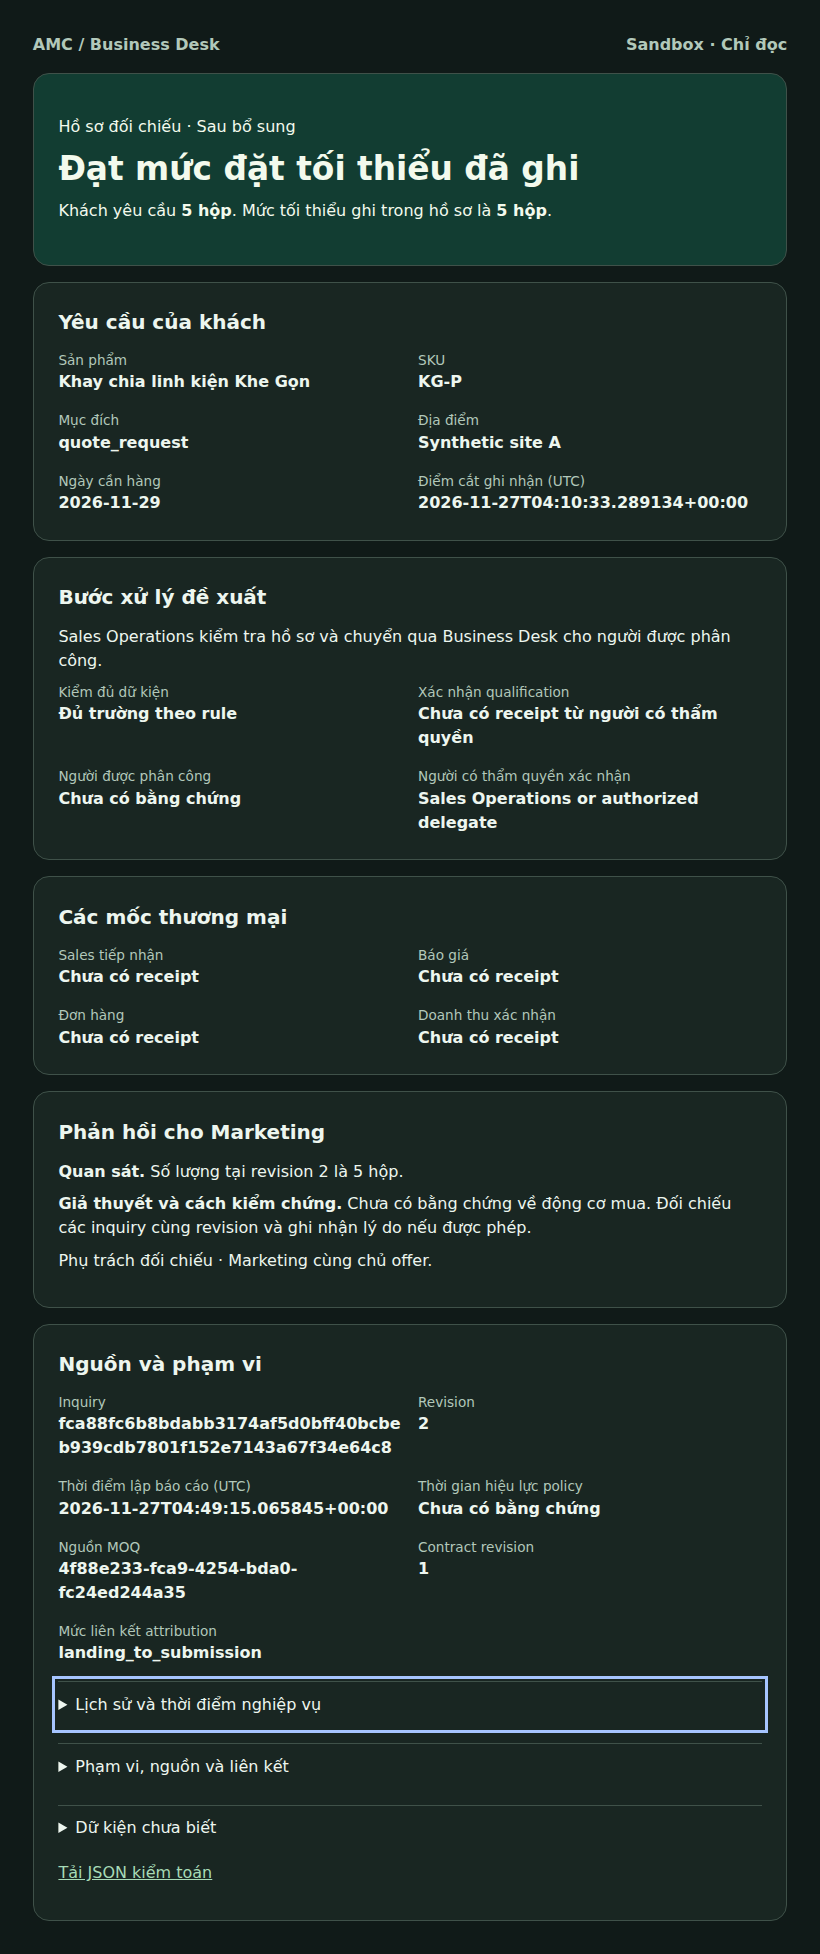 AMC / Business Desk
Sandbox · Chỉ đọc
Hồ sơ đối chiếu · Sau bổ sung
Đạt mức đặt tối thiểu đã ghi
Khách yêu cầu 5 hộp. Mức tối thiểu ghi trong hồ sơ là 5 hộp.
Yêu cầu của khách
Sản phẩm
Khay chia linh kiện Khe Gọn
SKU
KG-P
Mục đích
quote_request
Địa điểm
Synthetic site A
Ngày cần hàng
2026-11-29
Điểm cắt ghi nhận (UTC)
2026-11-27T04:10:33.289134+00:00
Bước xử lý đề xuất
Sales Operations kiểm tra hồ sơ và chuyển qua Business Desk cho người được phân
công.
Kiểm đủ dữ kiện
Đủ trường theo rule
Xác nhận qualification
Chưa có receipt từ người có thẩm
quyền
Người được phân công
Chưa có bằng chứng
Người có thẩm quyền xác nhận
Sales Operations or authorized
delegate
Các mốc thương mại
Sales tiếp nhận
Chưa có receipt
Báo giá
Chưa có receipt
Đơn hàng
Chưa có receipt
Doanh thu xác nhận
Chưa có receipt
Phản hồi cho Marketing
Quan sát. Số lượng tại revision 2 là 5 hộp.
Giả thuyết và cách kiểm chứng. Chưa có bằng chứng về động cơ mua. Đối chiếu
các inquiry cùng revision và ghi nhận lý do nếu được phép.
Phụ trách đối chiếu · Marketing cùng chủ offer.
Nguồn và phạm vi
Inquiry
fca88fc6b8bdabb3174af5d0bff40bcbe
b939cdb7801f152e7143a67f34e64c8
Revision
2
Thời điểm lập báo cáo (UTC)
2026-11-27T04:49:15.065845+00:00
Thời gian hiệu lực policy
Chưa có bằng chứng
Nguồn MOQ
4f88e233-fca9-4254-bda0-
fc24ed244a35
Contract revision
1
Mức liên kết attribution
landing_to_submission
Lịch sử và thời điểm nghiệp vụ
Phạm vi, nguồn và liên kết
Dữ kiện chưa biết
Tải JSON kiểm toán